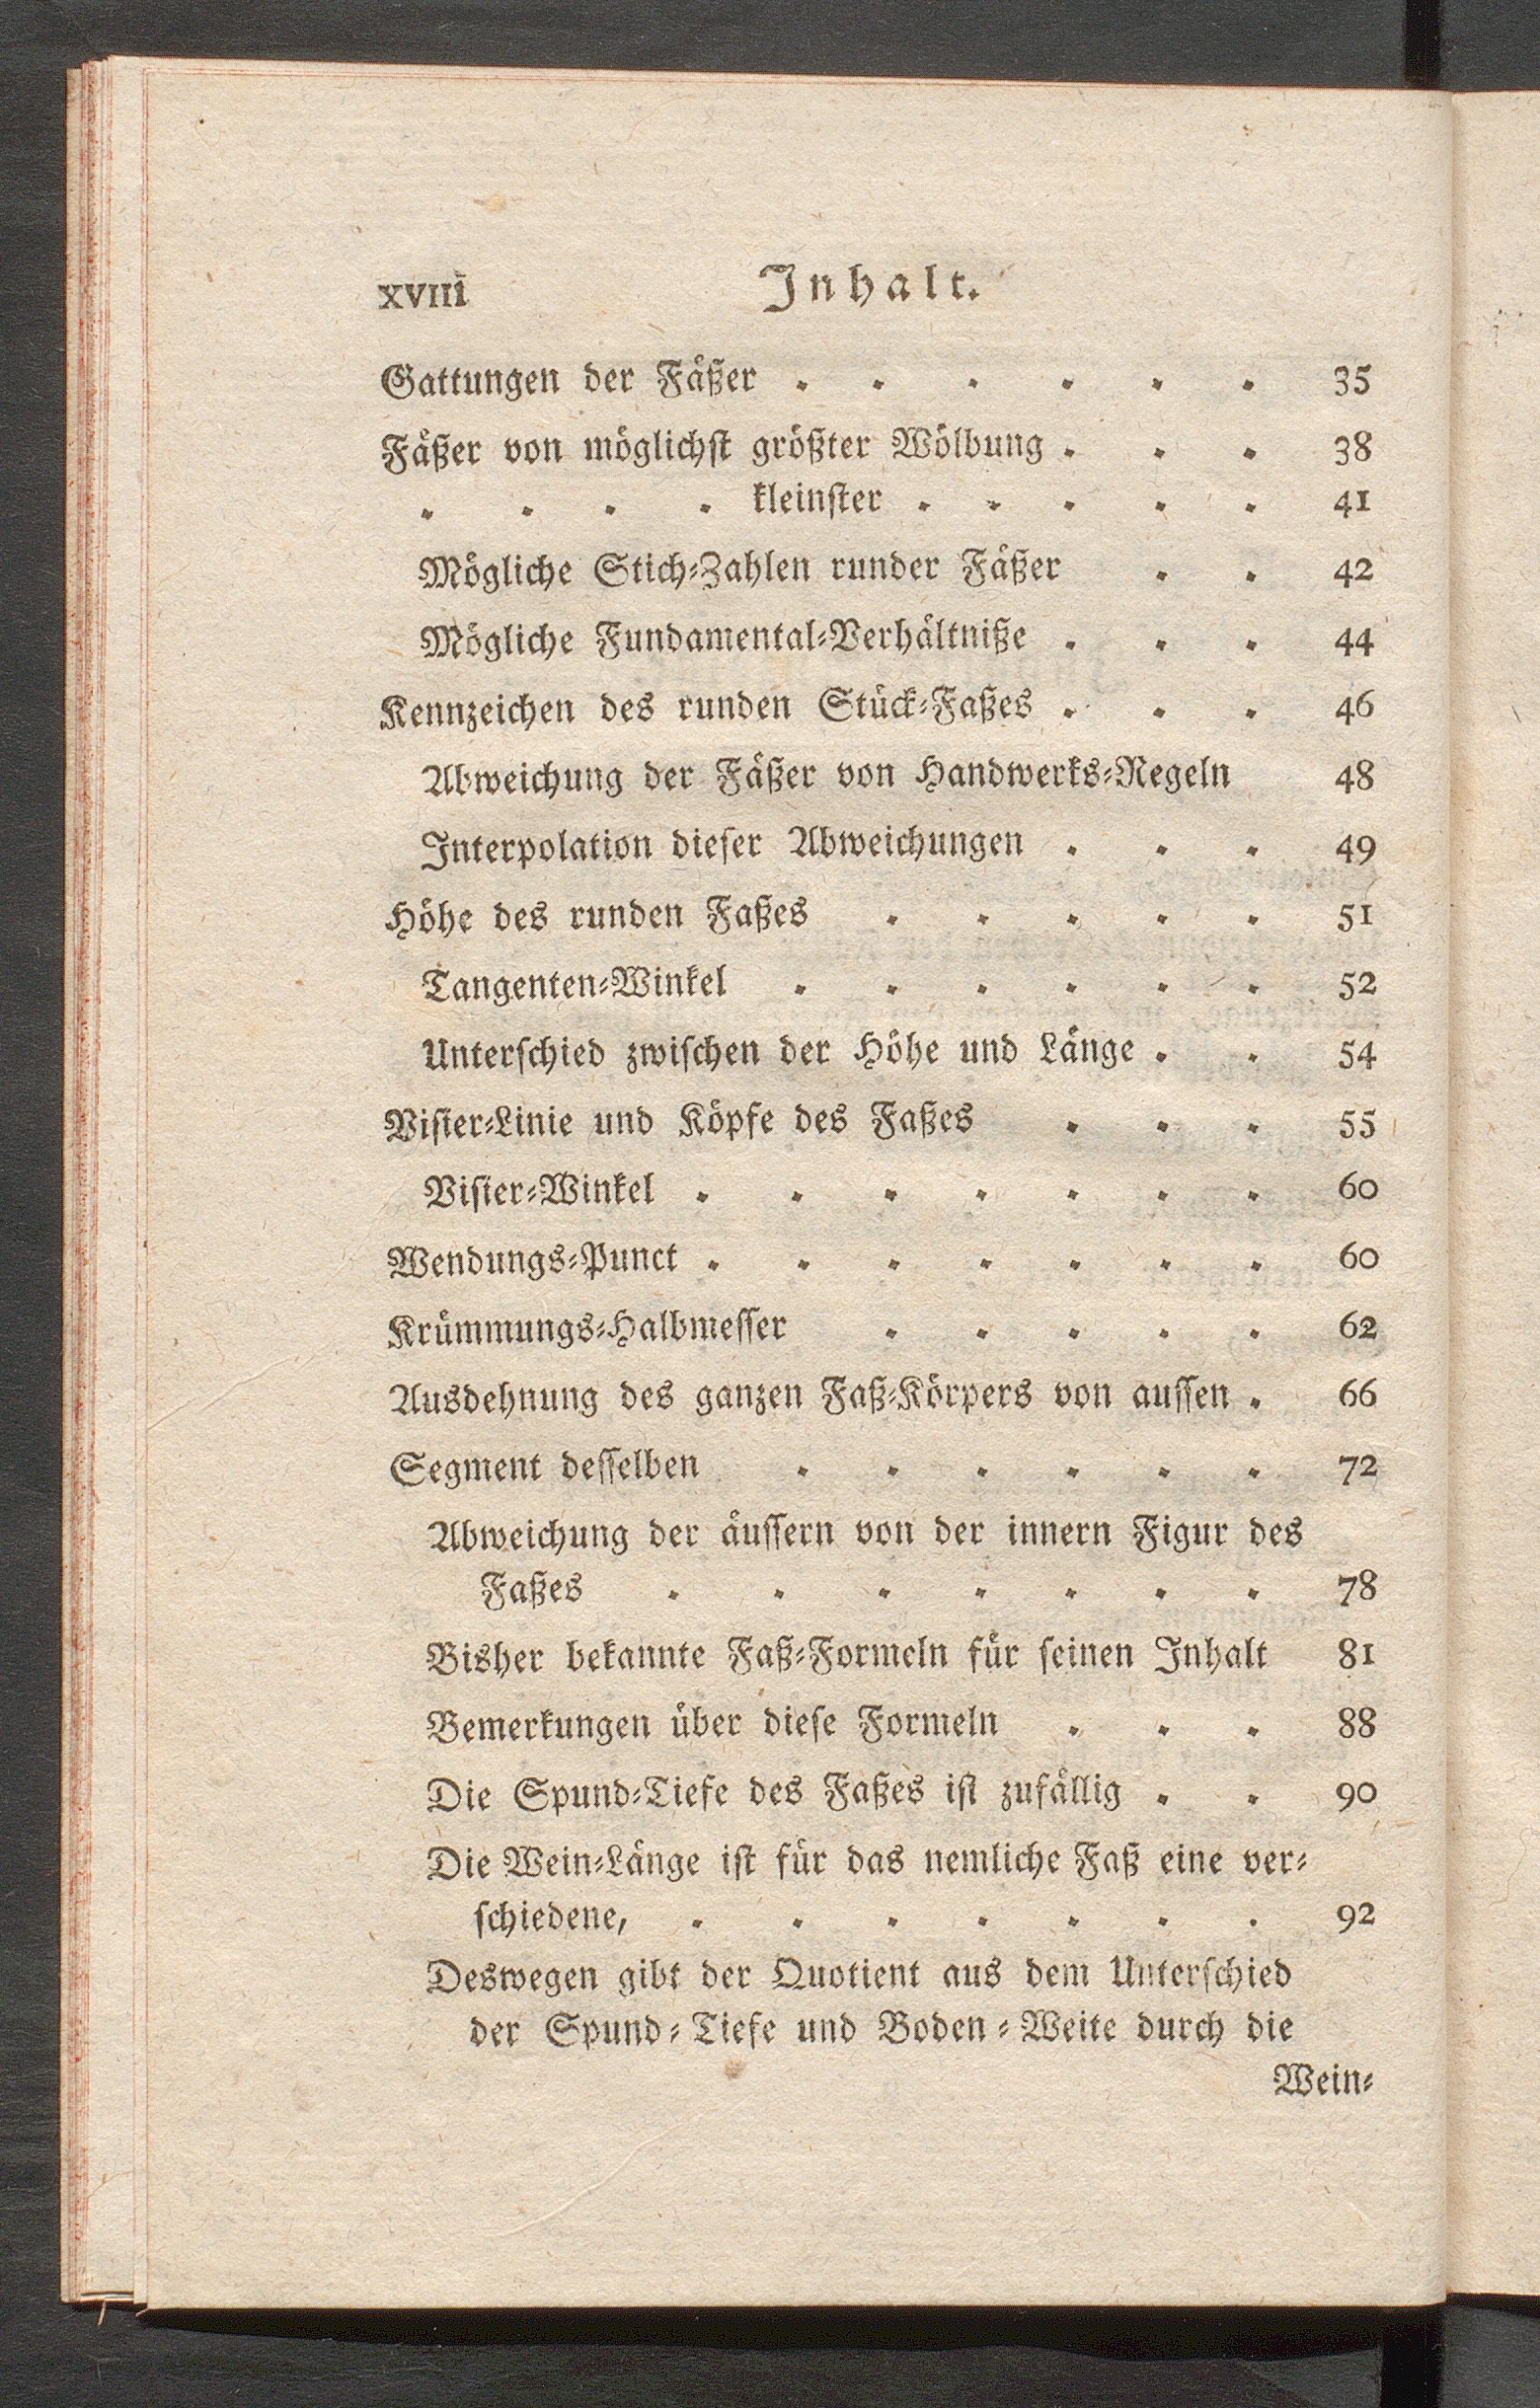 XVIII Inhalt.
Gattungen der Fäßer . . . . . . 35
Fäßer von möglichst größter Wölbung . . . 38
. . . . kleinster . . . . . 41
Mögliche Stich-Zahlen runder Fäßer . . 42
Mögliche Fundamental-Verhältniße . . . 44
Kennzeichen des runden Stück-Faßes . . . 46
Abweichung der Fäßer von Handwerks-Regeln 48
Interpolation dieser Abweichungen . . . 49
Höhe des runden Faßes . . . . . 51
Tangenten-Winkel . . . . . . 52
Unterschied zwischen der Höhe und Länge . . 54
Visier-Linie und Köpfe des Faßes . . . 55
Visier-Winkel . . . . . . . 60
Wendungs-Punct . . . . . . . 60
Krümmungs-Halbmesser . . . . . 62
Ausdehnung des ganzen Faß-Körpers von aussen . 66
Segment desselben . . . . . . 72
Abweichung der äussern von der innern Figur des
Faßes . . . . . . . 78
Bisher bekannte Faß-Formeln für seinen Inhalt 81
Bemerkungen über diese Formeln . . . 88
Die Spund-Tiefe des Faßes ist zufällig . . 90
Die Wein-Länge ist für das nemliche Faß eine ver-
schiedene, . . . . . . . 92
Deswegen gibt der Quotient aus dem Unterschied
der Spund-Tiefe und Boden-Weite durch die
Wein-